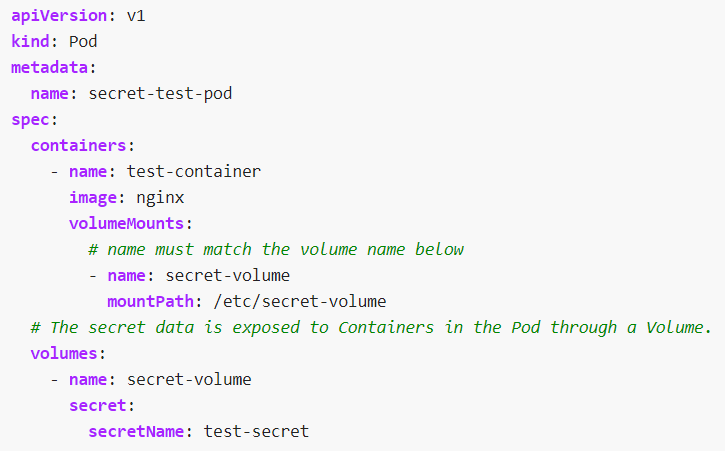 apiVersion: v1
kind: Pod
metadata:
  name: secret-test-pod
spec:
  containers:
    - name: test-container
      image: nginx
      volumeMounts:
        # name must match the volume name below
        - name: secret-volume
          mountPath: /etc/secret-volume
  # The secret data is exposed to Containers in the Pod through a Volume.
  volumes:
    - name: secret-volume
      secret:
        secretName: test-secret